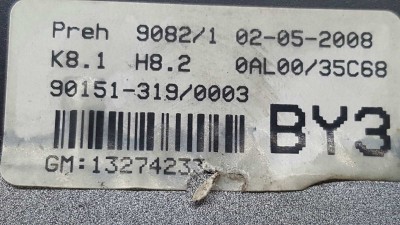 Preh 9082/1 02-05-2008
K8.1 H8.2 0AL00/35C68
90151-319/0003
BY3
GM:13274233